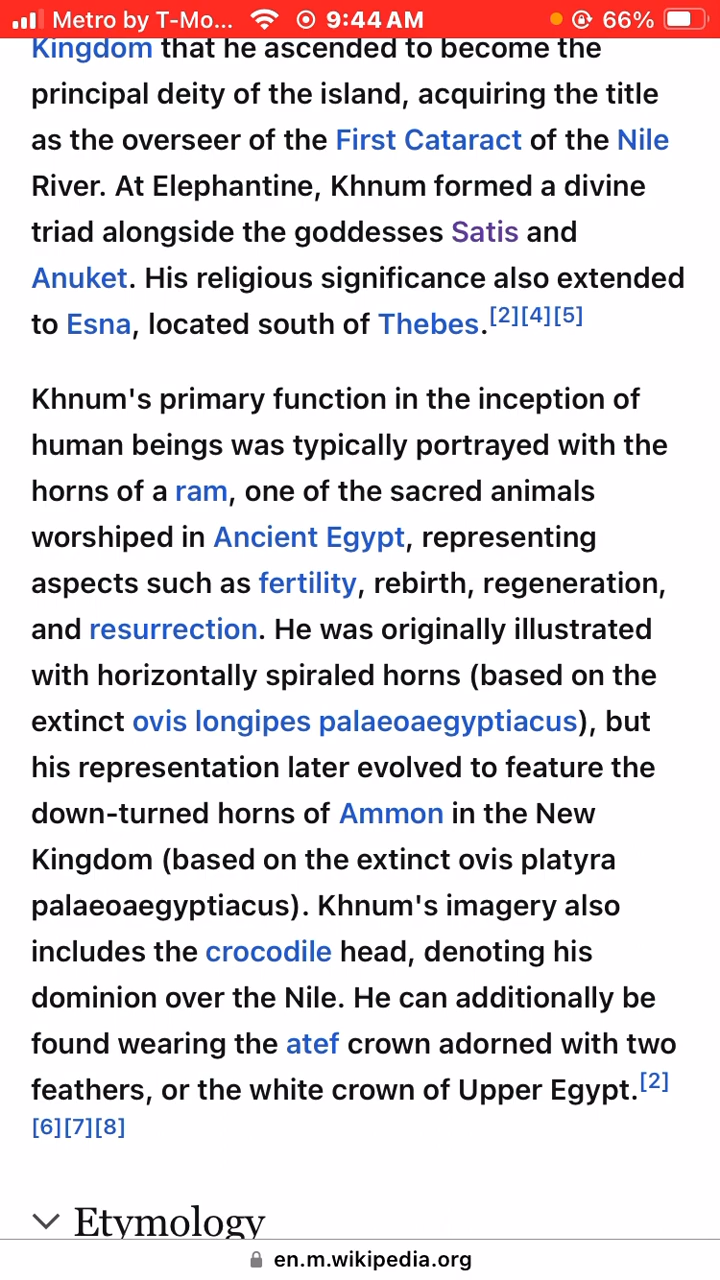 Metro by T-Mo... 9:44 AM 66%
Kingdom that he ascended to become the
principal deity of the island, acquiring the title
as the overseer of the First Cataract of the Nile
River. At Elephantine, Khnum formed a divine
triad alongside the goddesses Satis and
Anuket. His religious significance also extended
to Esna, located south of Thebes.[2][4][5]
Khnum's primary function in the inception of
human beings was typically portrayed with the
horns of a ram, one of the sacred animals
worshiped in Ancient Egypt, representing
aspects such as fertility, rebirth, regeneration,
and resurrection. He was originally illustrated
with horizontally spiraled horns (based on the
extinct ovis longipes palaeoaegyptiacus), but
his representation later evolved to feature the
down-turned horns of Ammon in the New
Kingdom (based on the extinct ovis platyra
palaeoaegyptiacus). Khnum's imagery also
includes the crocodile head, denoting his
dominion over the Nile. He can additionally be
found wearing the atef crown adorned with two
feathers, or the white crown of Upper Egypt.[2]
[6][7][8]
Etymology
en.m.wikipedia.org